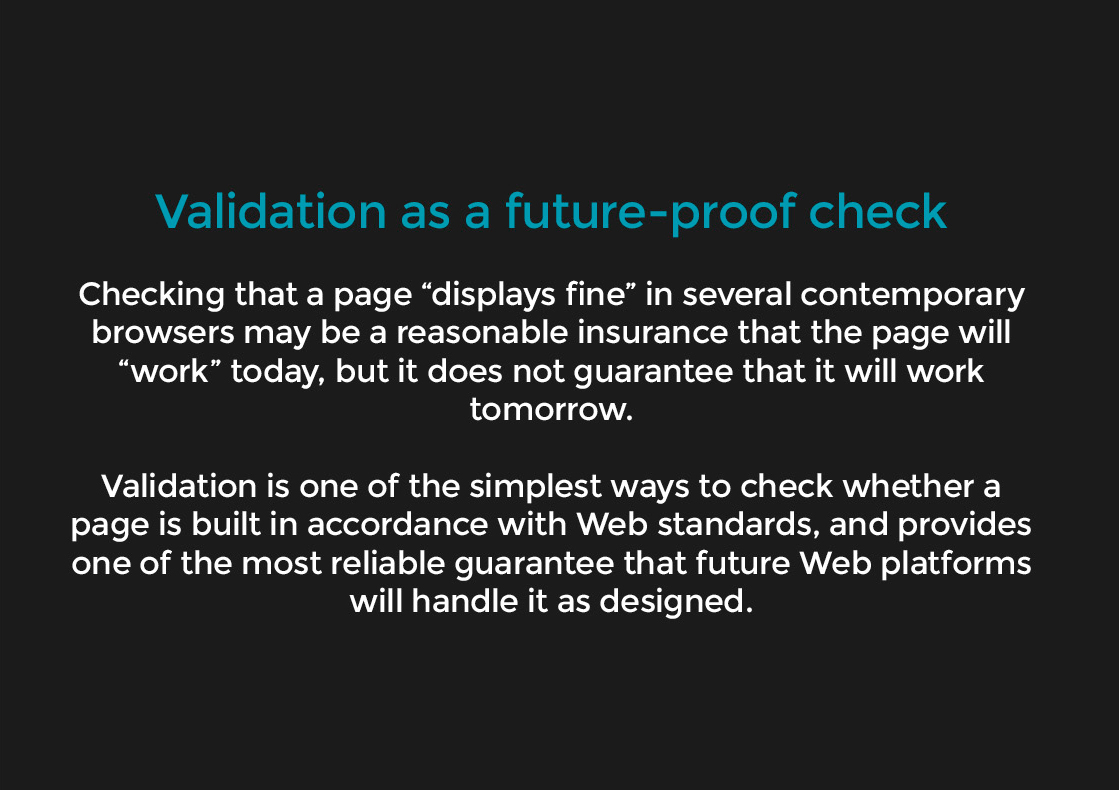 Validation as a future-proof check
Checking that a page “displays fine” in several contemporary
browsers may be a reasonable insurance that the page will
“work” today, but it does not guarantee that it will work
tomorrow.
Validation is one of the simplest ways to check whether a
page is built in accordance with Web standards, and provides
one of the most reliable guarantee that future Web platforms
will handle it as designed.